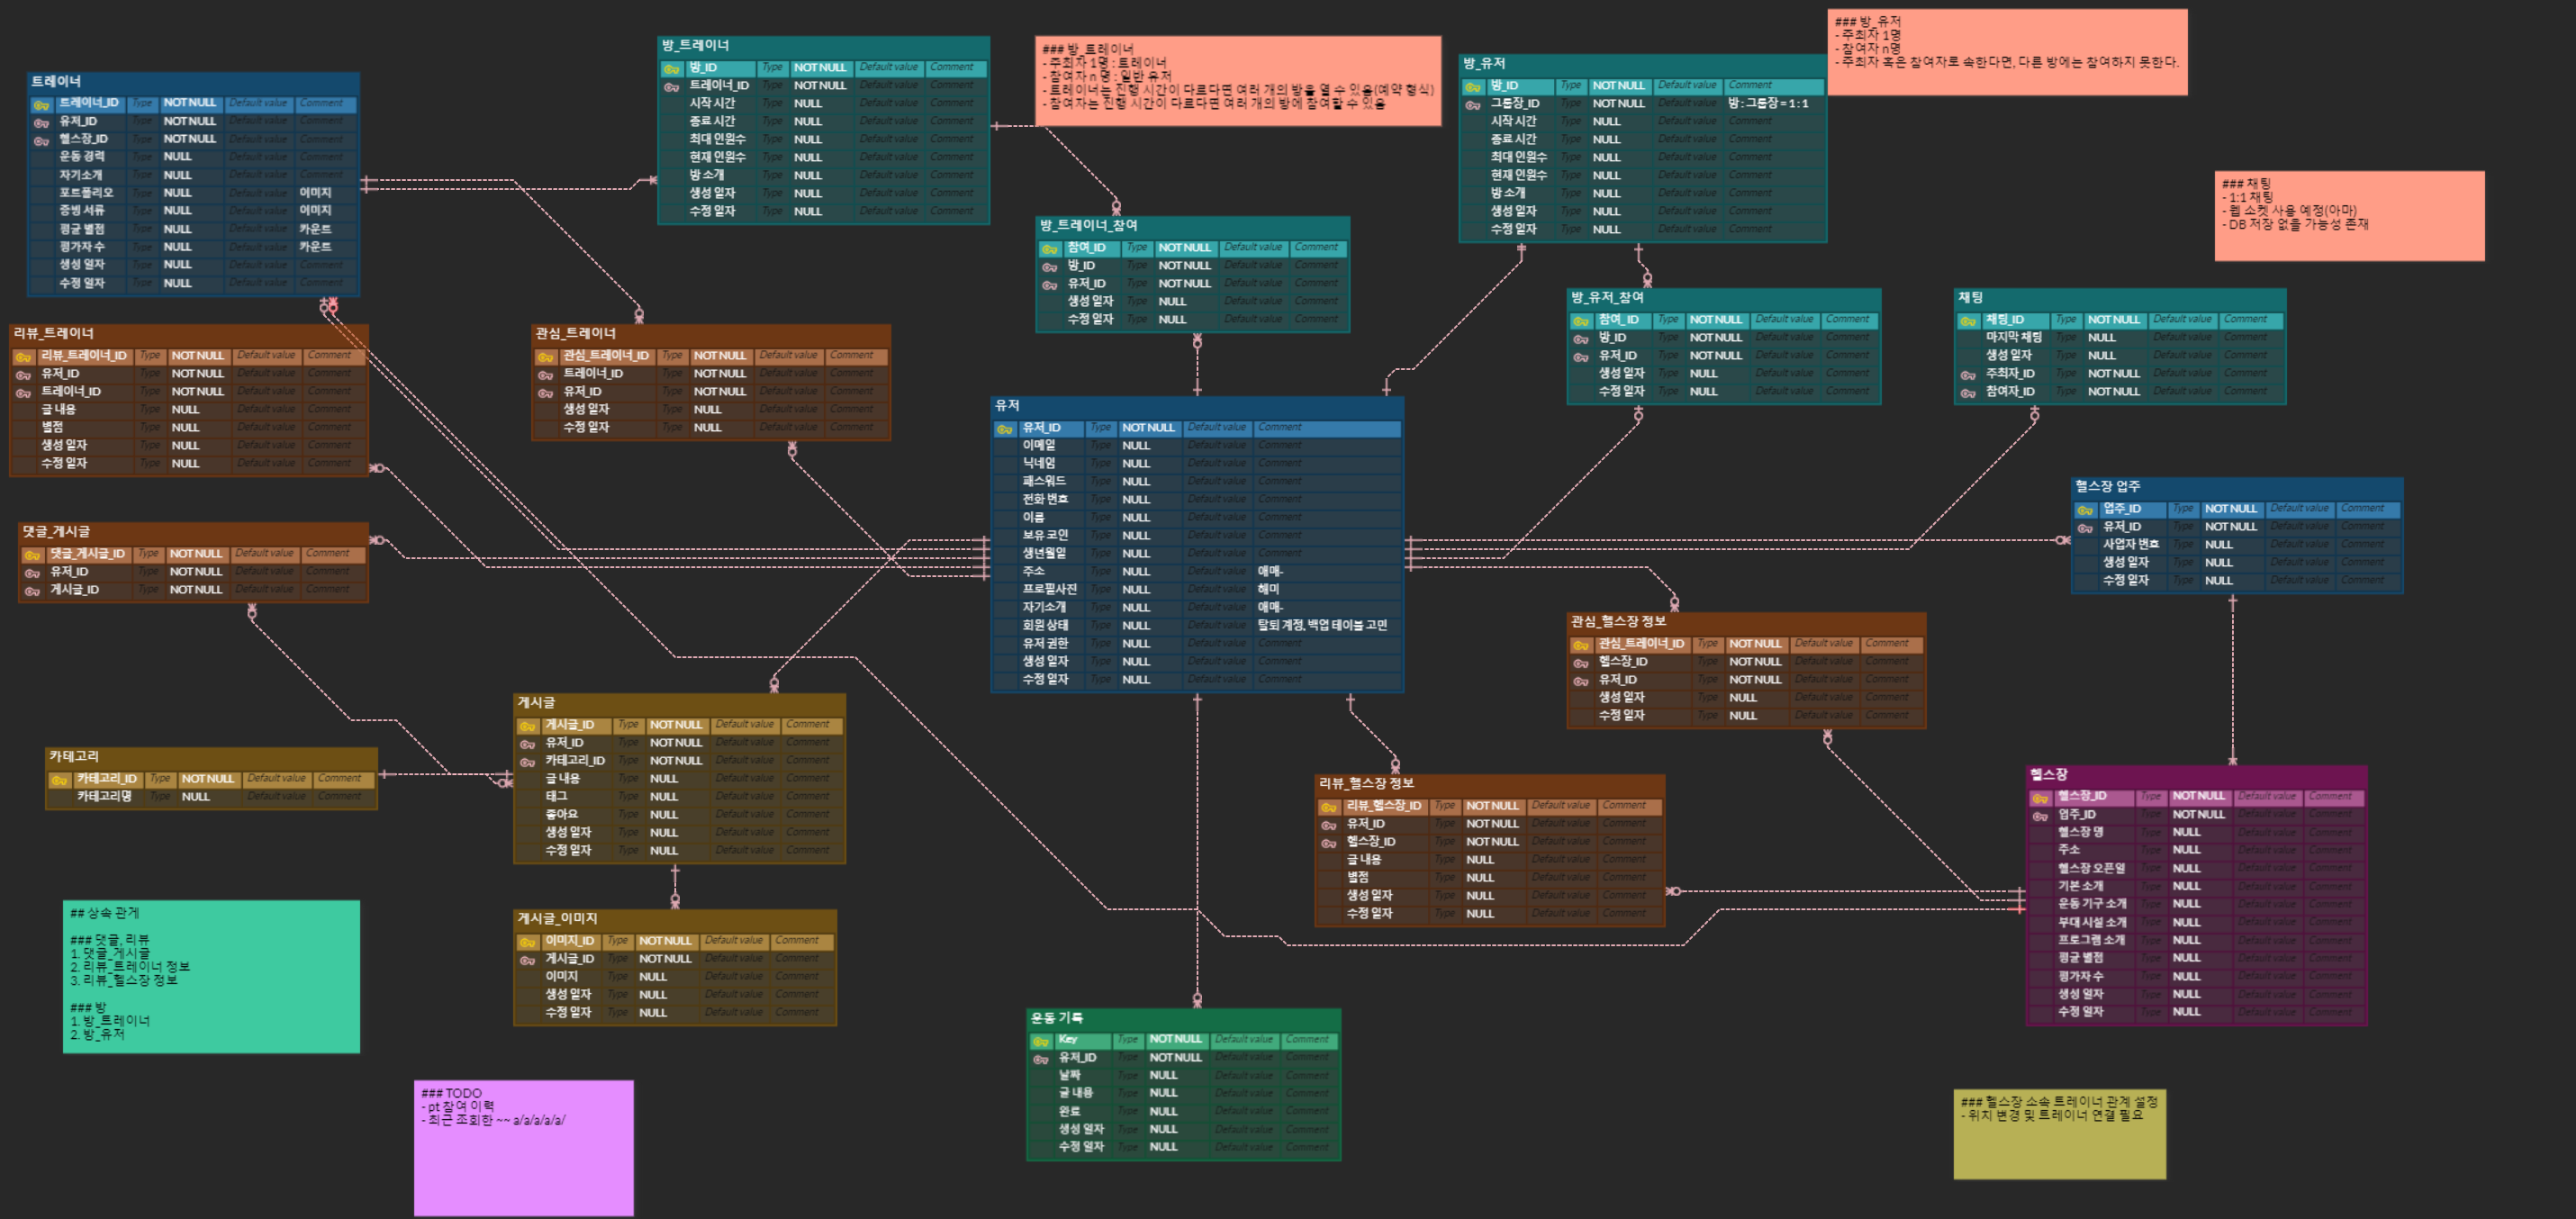 트레이너
트레이너_ID Type NOT NULL Default value Comment
유저_ID Type NOT NULL Default value Comment
헬스장_ID Type NOT NULL Default value Comment
운동 경력 Type NULL Default value Comment
자기소개 Type NULL Default value Comment
포트폴리오 Type NULL Default value 이미지
증빙 서류 Type NULL Default value 이미지
평균 별점 Type NULL Default value 카운트
평가자 수 Type NULL Default value 카운트
생성 일자 Type NULL Default value Comment
수정 일자 Type NULL Default value Comment
방_트레이너
방_ID Type NOT NULL Default value Comment
트레이너_ID Type NOT NULL Default value Comment
시작 시간 Type NULL Default value Comment
종료 시간 Type NULL Default value Comment
최대 인원수 Type NULL Default value Comment
현재 인원수 Type NULL Default value Comment
방 소개 Type NULL Default value Comment
생성 일자 Type NULL Default value Comment
수정 일자 Type NULL Default value Comment
### 방_트레이너
- 주최자 1명 : 트레이너
- 참여자 n 명 : 일반 유저
- 트레이너는 진행 시간이 다르다면 여러 개의 방을 열 수 있음(예약 형식)
- 참여자는 진행 시간이 다르다면 여러 개의 방에 참여할 수 있음
방_유저
방_ID Type NOT NULL Default value Comment
그룹장_ID Type NOT NULL Default value 방 : 그룹장 = 1 : 1
시작 시간 Type NULL Default value Comment
종료 시간 Type NULL Default value Comment
최대 인원수 Type NULL Default value Comment
현재 인원수 Type NULL Default value Comment
방 소개 Type NULL Default value Comment
생성 일자 Type NULL Default value Comment
수정 일자 Type NULL Default value Comment
### 방_유저
- 주최자 1명
- 참여자 n명
- 주최자 혹은 참여자로 속한다면, 다른 방에는 참여하지 못한다.
### 채팅
- 1:1 채팅
- 웹 소켓 사용 예정(아마)
- DB 저장 없을 가능성 존재
방_트레이너_참여
참여_ID Type NOT NULL Default value Comment
방_ID Type NOT NULL Default value Comment
유저_ID Type NOT NULL Default value Comment
생성 일자 Type NULL Default value Comment
수정 일자 Type NULL Default value Comment
방_유저_참여
참여_ID Type NOT NULL Default value Comment
방_ID Type NOT NULL Default value Comment
유저_ID Type NOT NULL Default value Comment
생성 일자 Type NULL Default value Comment
수정 일자 Type NULL Default value Comment
채팅
채팅_ID Type NOT NULL Default value Comment
마지막 채팅 Type NULL Default value Comment
생성 일자 Type NULL Default value Comment
주최자_ID Type NOT NULL Default value Comment
참여자_ID Type NOT NULL Default value Comment
리뷰_트레이너
리뷰_트레이너_ID Type NOT NULL Default value Comment
유저_ID Type NOT NULL Default value Comment
트레이너_ID Type NOT NULL Default value Comment
글 내용 Type NULL Default value Comment
별점 Type NULL Default value Comment
생성 일자 Type NULL Default value Comment
수정 일자 Type NULL Default value Comment
관심_트레이너
관심_트레이너_ID Type NOT NULL Default value Comment
트레이너_ID Type NOT NULL Default value Comment
유저_ID Type NOT NULL Default value Comment
생성 일자 Type NULL Default value Comment
수정 일자 Type NULL Default value Comment
유저
유저_ID Type NOT NULL Default value Comment
이메일 Type NULL Default value Comment
닉네임 Type NULL Default value Comment
패스워드 Type NULL Default value Comment
전화 번호 Type NULL Default value Comment
이름 Type NULL Default value Comment
보유 코인 Type NULL Default value Comment
생년월일 Type NULL Default value Comment
주소 Type NULL Default value 애매-
프로필사진 Type NULL Default value 해미
자기소개 Type NULL Default value 애매-
회원 상태 Type NULL Default value 탈퇴 계정, 백업 테이블 고민
유저 권한 Type NULL Default value Comment
생성 일자 Type NULL Default value Comment
수정 일자 Type NULL Default value Comment
헬스장 업주
업주_ID Type NOT NULL Default value Comment
유저_ID Type NOT NULL Default value Comment
사업자 번호 Type NULL Default value Comment
생성 일자 Type NULL Default value Comment
수정 일자 Type NULL Default value Comment
댓글_게시글
댓글_게시글_ID Type NOT NULL Default value Comment
유저_ID Type NOT NULL Default value Comment
게시글_ID Type NOT NULL Default value Comment
관심_헬스장 정보
관심_트레이너_ID Type NOT NULL Default value Comment
헬스장_ID Type NOT NULL Default value Comment
유저_ID Type NOT NULL Default value Comment
생성 일자 Type NULL Default value Comment
수정 일자 Type NULL Default value Comment
게시글
게시글_ID Type NOT NULL Default value Comment
유저_ID Type NOT NULL Default value Comment
카테고리_ID Type NOT NULL Default value Comment
글 내용 Type NULL Default value Comment
태그 Type NULL Default value Comment
좋아요 Type NULL Default value Comment
생성 일자 Type NULL Default value Comment
수정 일자 Type NULL Default value Comment
카테고리
카테고리_ID Type NOT NULL Default value Comment
카테고리명 Type NULL Default value Comment
리뷰_헬스장 정보
리뷰_헬스장_ID Type NOT NULL Default value Comment
유저_ID Type NOT NULL Default value Comment
헬스장_ID Type NOT NULL Default value Comment
글 내용 Type NULL Default value Comment
별점 Type NULL Default value Comment
생성 일자 Type NULL Default value Comment
수정 일자 Type NULL Default value Comment
헬스장
헬스장_ID Type NOT NULL Default value Comment
업주_ID Type NOT NULL Default value Comment
헬스장 명 Type NULL Default value Comment
주소 Type NULL Default value Comment
헬스장 오픈일 Type NULL Default value Comment
기본 소개 Type NULL Default value Comment
운동 기구 소개 Type NULL Default value Comment
부대 시설 소개 Type NULL Default value Comment
프로그램 소개 Type NULL Default value Comment
평균 별점 Type NULL Default value Comment
평가자 수 Type NULL Default value Comment
생성 일자 Type NULL Default value Comment
수정 일자 Type NULL Default value Comment
## 상속 관계
### 댓글, 리뷰
1. 댓글_게시글
2. 리뷰_트레이너 정보
3. 리뷰_헬스장 정보
### 방
1. 방_트레이너
2. 방_유저
게시글_이미지
이미지_ID Type NOT NULL Default value Comment
게시글_ID Type NOT NULL Default value Comment
이미지 Type NULL Default value Comment
생성 일자 Type NULL Default value Comment
수정 일자 Type NULL Default value Comment
운동 기록
Key Type NOT NULL Default value Comment
유저_ID Type NOT NULL Default value Comment
날짜 Type NULL Default value Comment
글 내용 Type NULL Default value Comment
완료 Type NULL Default value Comment
생성 일자 Type NULL Default value Comment
수정 일자 Type NULL Default value Comment
### TODO
- pt 참여 이력
- 최근 조회한 ~~ a/a/a/a/a/
### 헬스장 소속 트레이너 관계 설정
- 위치 변경 및 트레이너 연결 필요